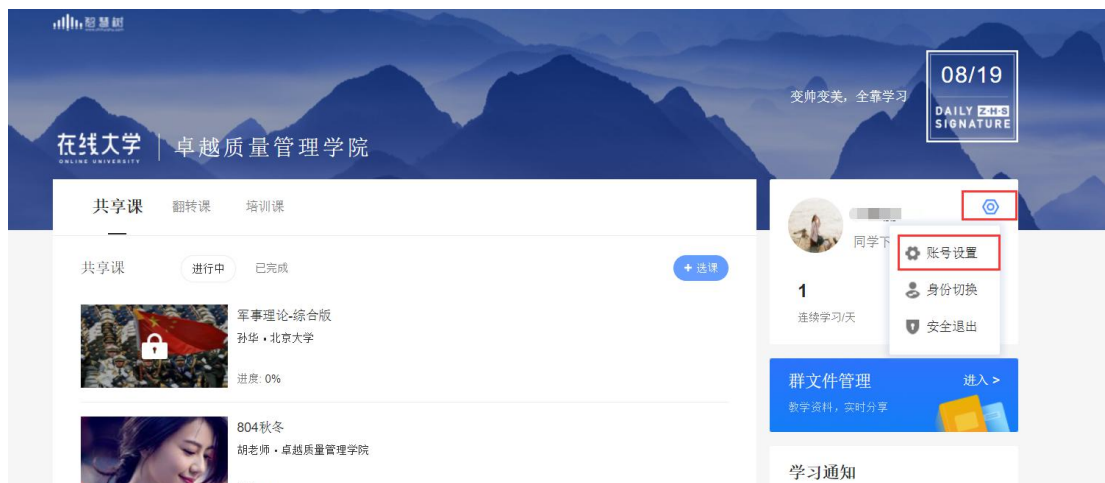 智慧树
变帅变美，全靠学习
08/19
DAILY Z-H-S
SIGNATURE
在线大学
ONLINE UNIVERSITY
卓越质量管理学院
共享课 翻转课 培训课
共享课 进行中 已完成 + 选课
军事理论-综合版
孙华 • 北京大学
进度: 0%
804秋冬
胡老师 • 卓越质量管理学院
同学下
账号设置
身份切换
安全退出
1
连续学习/天
群文件管理 进入 >
教学资料，实时分享
学习通知